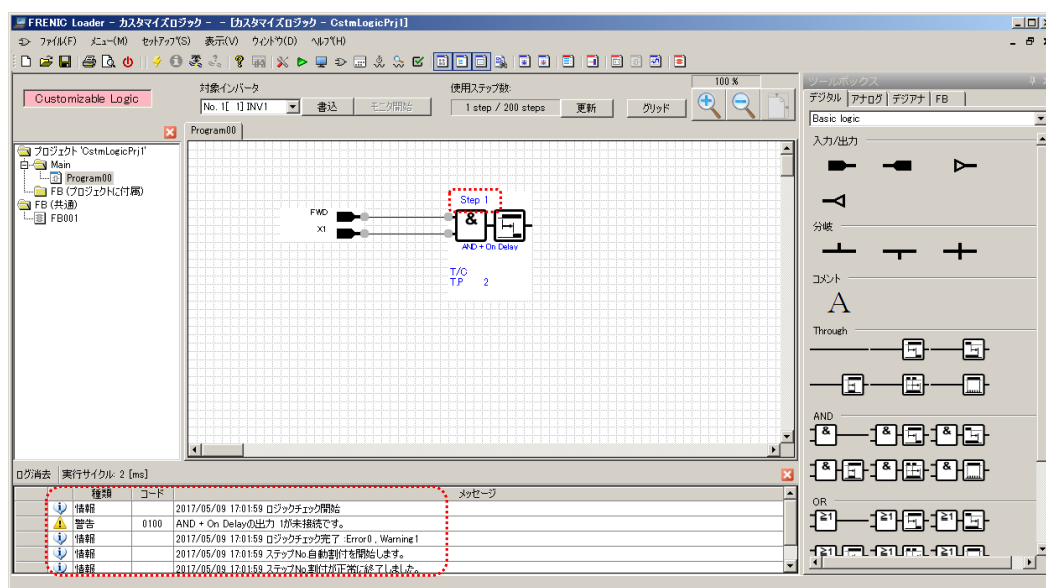 FRENIC Loader - カスタマイズロジック - - [カスタマイズロジック - CstmLogicPrj1]
ファイル(F) メニュー(M) セットアップ(S) 表示(V) ウィンドウ(D) ヘルプ(H)
Customizable Logic
対象インバータ
No. 1[ 1] INV1
書込
モニタ開始
使用ステップ数:
1 step / 200 steps
更新
グリッド
100 %
プロジェクト 'CstmLogicPrj1'
Main
Program00
FB (プロジェクトに付属)
FB (共通)
FB001
Program00
Step 1
FWD
X1
&
AND + On Delay
T/C
T.P 2
ツールボックス
デジタル アナログ デジアナ FB
Basic logic
入力/出力
分岐
コメント
A
Through
AND
& & &
& & &
OR
≧1 ≧1 ≧1
≧1 ≧1 ≧1
ログ消去 実行サイクル: 2 [ms]
種類 コード メッセージ
情報 2017/05/09 17:01:59 ロジックチェック開始
警告 0100 AND + On Delayの出力 1が未接続です。
情報 2017/05/09 17:01:59 ロジックチェック完了 :Error0 , Warning1
情報 2017/05/09 17:01:59 ステップNo.自動割付を開始します。
情報 2017/05/09 17:01:59 ステップNo.割付が正常に終了しました。